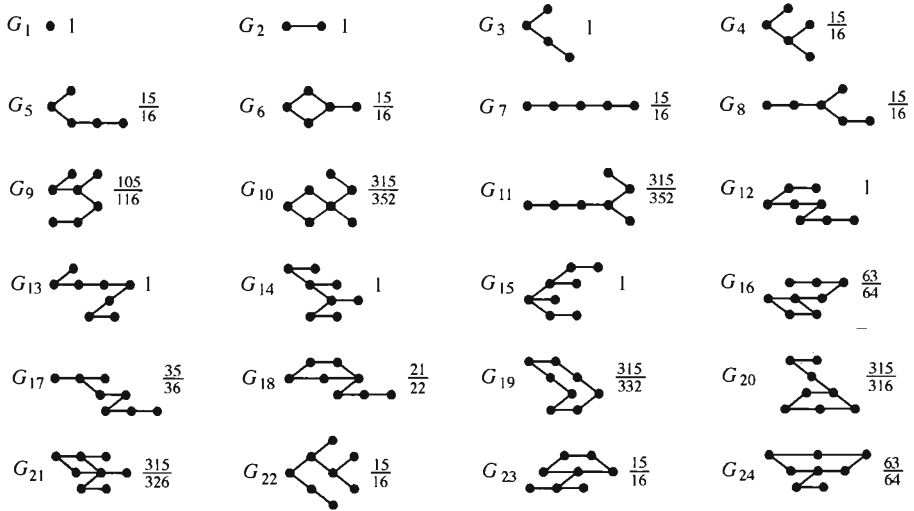 G₁ 1 G₂ 1 G₃ 1 G₄ 15/16
G₅ 15/16 G₆ 15/16 G₇ 15/16 G₈ 15/16
G₉ 105/116 G₁₀ 315/352 G₁₁ 315/352 G₁₂ 1
G₁₃ 1 G₁₄ 1 G₁₅ 1 G₁₆ 63/64
G₁₇ 35/36 G₁₈ 21/22 G₁₉ 315/332 G₂₀ 315/316
G₂₁ 315/326 G₂₂ 15/16 G₂₃ 15/16 G₂₄ 63/64